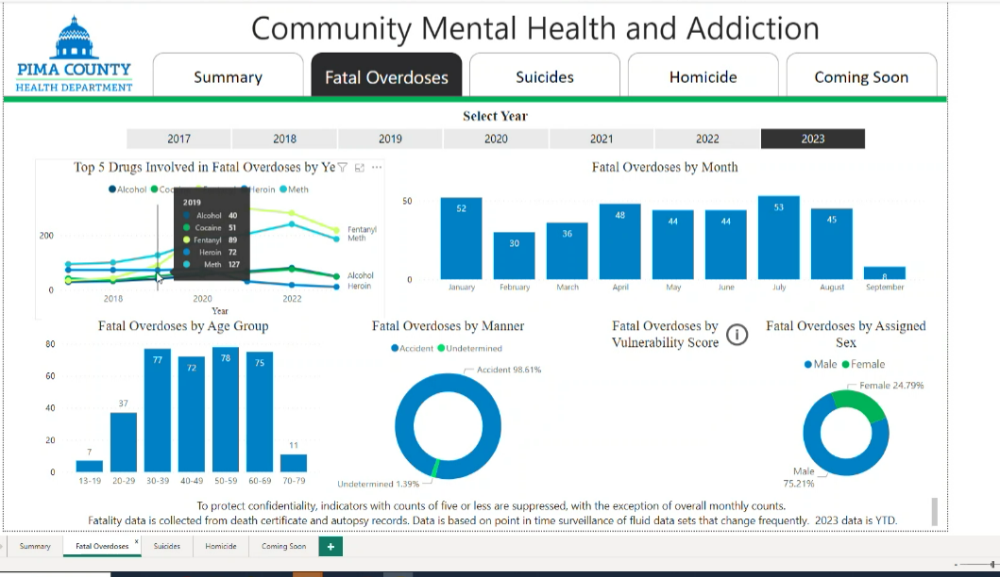 Community Mental Health and Addiction
PIMA COUNTY
HEALTH DEPARTMENT
Summary
Fatal Overdoses
Suicides
Homicide
Coming Soon
Select Year
2017
2018
2019
2020
2021
2022
2023
Top 5 Drugs Involved in Fatal Overdoses by Ye
Alcohol
Heroin
Meth
200
0
2019
Alcohol 40
Cocaine 51
Fentanyl 89
Heroin 72
Meth 127
Fentanyl
Meth
Alcohol
Heroin
2018
2020
2022
Year
Fatal Overdoses by Month
50
0
52
30
36
48
44
44
53
45
8
January
February
March
April
May
June
July
August
September
Fatal Overdoses by Age Group
80
60
40
20
0
7
37
77
72
78
75
11
13-19
20-29
30-39
40-49
50-59
60-69
70-79
Fatal Overdoses by Manner
Accident
Undetermined
Accident 98.61%
Undetermined 1.39%
Fatal Overdoses by
Vulnerability Score
i
Fatal Overdoses by Assigned
Sex
Male
Female
Female 24.79%
Male
75.21%
To protect confidentiality, indicators with counts of five or less are suppressed, with the exception of overall monthly counts.
Fatality data is collected from death certificate and autopsy records. Data is based on point in time surveillance of fluid data sets that change frequently. 2023 data is YTD.
Summary
Fatal Overdoses
x
Suicides
Homicide
Coming Soon
+